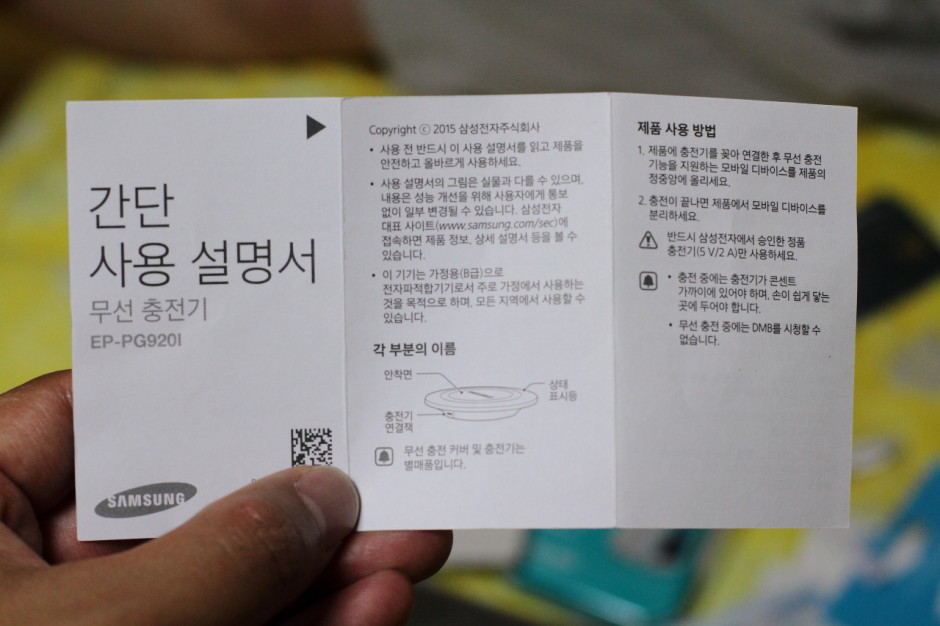 간단
사용 설명서
무선 충전기
EP-PG920I
SAMSUNG
Copyright ⓒ 2015 삼성전자주식회사
• 사용 전 반드시 이 사용 설명서를 읽고 제품을
안전하고 올바르게 사용하세요.
• 사용 설명서의 그림은 실물과 다를 수 있으며,
내용은 성능 개선을 위해 사용자에게 통보
없이 일부 변경될 수 있습니다. 삼성전자
대표 사이트(www.samsung.com/sec)에
접속하면 제품 정보, 상세 설명서 등을 볼 수
있습니다.
• 이 기기는 가정용(B급)으로
전자파적합기기로서 주로 가정에서 사용하는
것을 목적으로 하며, 모든 지역에서 사용할 수
있습니다.
각 부분의 이름
안착면
상태
표시등
충전기
연결잭
무선 충전 커버 및 충전기는
별매품입니다.
제품 사용 방법
1. 제품에 충전기를 꽂아 연결한 후 무선 충전
기능을 지원하는 모바일 디바이스를 제품의
정중앙에 올리세요.
2. 충전이 끝나면 제품에서 모바일 디바이스를
분리하세요.
반드시 삼성전자에서 승인한 정품
충전기(5 V/2 A)만 사용하세요.
• 충전 중에는 충전기가 콘센트
가까이에 있어야 하며, 손이 쉽게 닿는
곳에 두어야 합니다.
• 무선 충전 중에는 DMB를 시청할 수
없습니다.